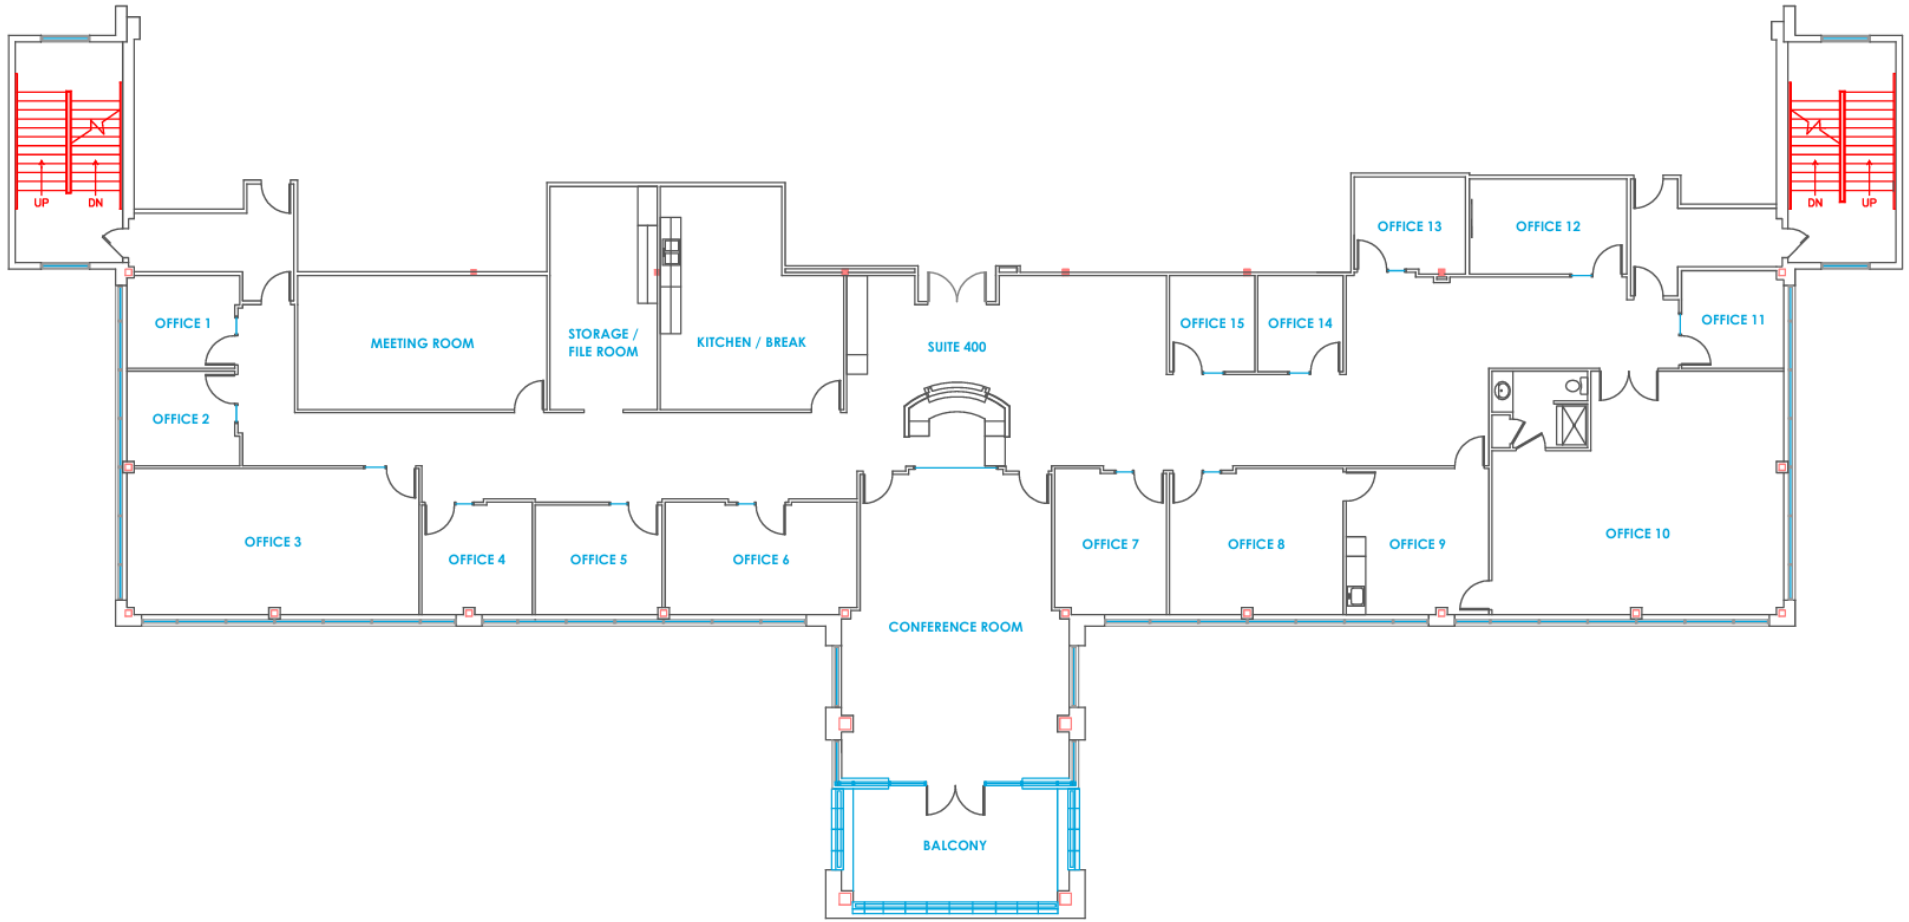 UP
DN
DN
UP
OFFICE 13
OFFICE 12
OFFICE 1
MEETING ROOM
STORAGE /
FILE ROOM
KITCHEN / BREAK
SUITE 400
OFFICE 15
OFFICE 14
OFFICE 11
OFFICE 2
OFFICE 3
OFFICE 4
OFFICE 5
OFFICE 6
OFFICE 7
OFFICE 8
OFFICE 9
OFFICE 10
CONFERENCE ROOM
BALCONY